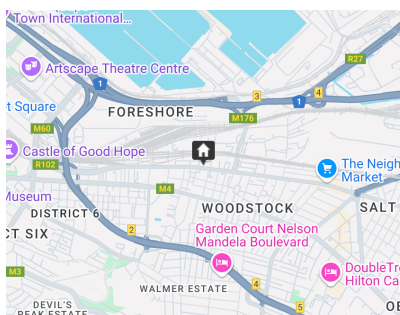 Town International...
R27
Artscape Theatre Centre
1
4
3
1
et Square
FORESHORE
M176
M60
Castle of Good Hope
R102
The Neigh
Market
M4
Museum
DISTRICT 6
WOODSTOCK
SALT
CT SIX
2
Garden Court Nelson
Mandela Boulevard
M3
DoubleTre
Hilton Ca
4
WALMER ESTATE
DEVIL'S
PEAK ESTATE
5
OB